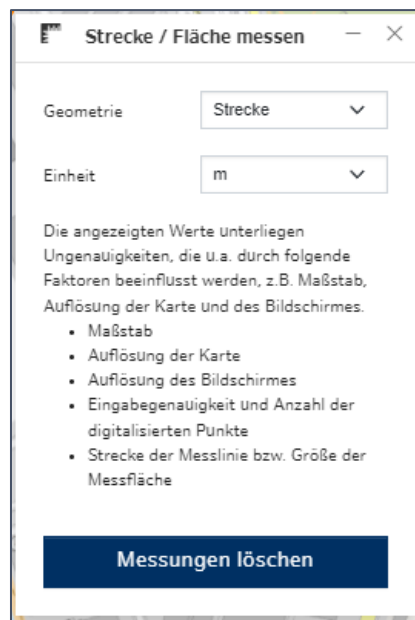 Strecke / Fläche messen
Geometrie Strecke
Einheit m
Die angezeigten Werte unterliegen
Ungenauigkeiten, die u.a. durch folgende
Faktoren beeinflusst werden, z.B. Maßstab,
Auflösung der Karte und des Bildschirmes.
• Maßstab
• Auflösung der Karte
• Auflösung des Bildschirmes
• Eingabegenauigkeit und Anzahl der
digitalisierten Punkte
• Strecke der Messlinie bzw. Größe der
Messfläche
Messungen löschen